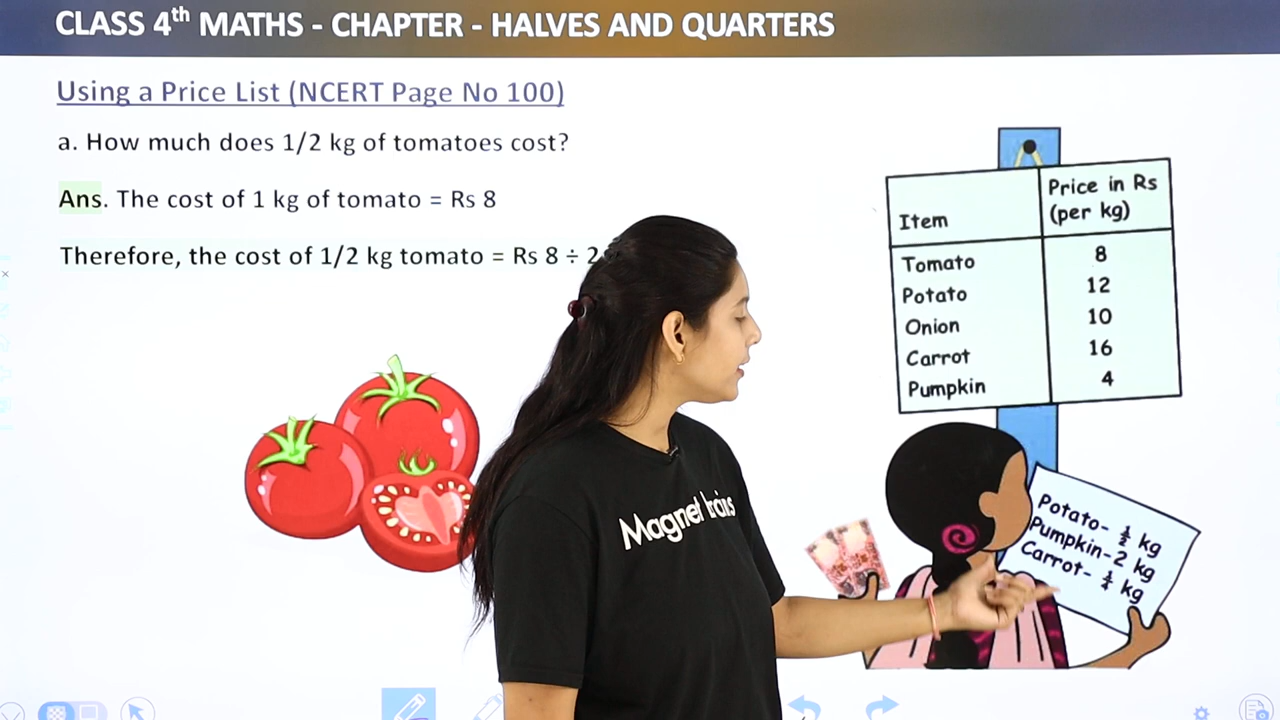 CLASS 4th MATHS - CHAPTER - HALVES AND QUARTERS
Using a Price List (NCERT Page No 100)
a. How much does 1/2 kg of tomatoes cost?
Ans. The cost of 1 kg of tomato = Rs 8
Therefore, the cost of 1/2 kg tomato = Rs 8 ÷ 2
Item Price in Rs (per kg)
Tomato 8
Potato 12
Onion 10
Carrot 16
Pumpkin 4
Potato- 1/2 kg
Pumpkin-2 kg
Carrot- 1/4 kg
Magnet brains